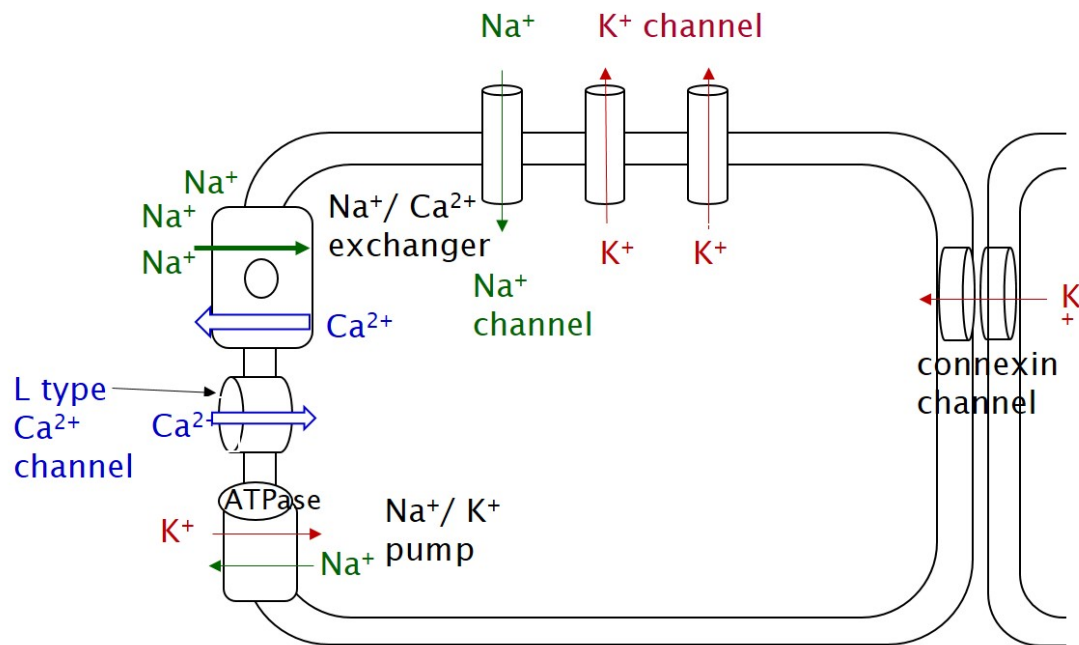 Na⁺
K⁺ channel
Na⁺
Na⁺
Na⁺
Na⁺/ Ca²⁺
exchanger
K⁺
K⁺
Na⁺
channel
Ca²⁺
K
+
connexin
channel
L type
Ca²⁺
channel
Ca²⁺
ATPase
K⁺
Na⁺
Na⁺/ K⁺
pump